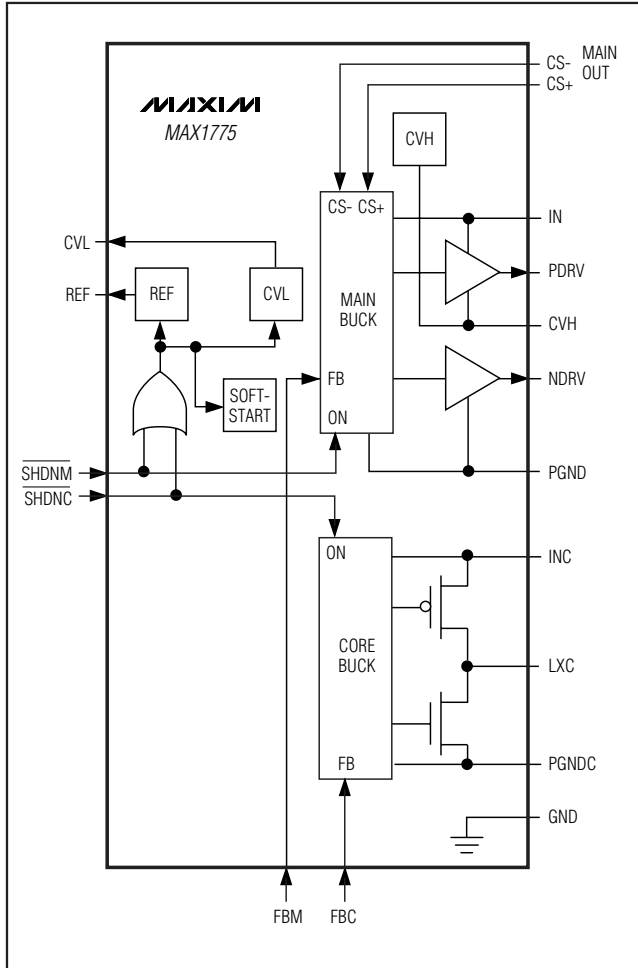 CS- MAIN
OUT
CS+
MAXIM
MAX1775
CVH
CS- CS+
IN
CVL
PDRV
REF
REF
CVL
MAIN
BUCK
CVH
FB
NDRV
SOFT-
START
ON
SHDNM
PGND
SHDNC
ON
INC
CORE
BUCK
LXC
FB
PGNDC
GND
FBM
FBC